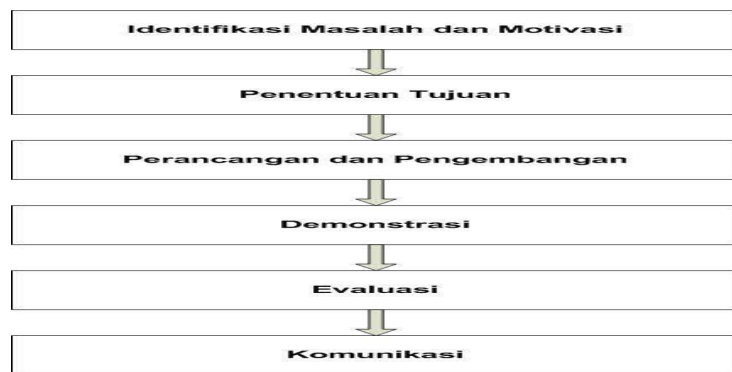 Identifikasi Masalah dan Motivasi
Penentuan Tujuan
Perancangan dan Pengembangan
Demonstrasi
Evaluasi
Komunikasi